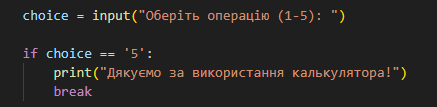 choice = input("Оберіть операцію (1-5): ")
if choice == '5':
print("Дякуємо за використання калькулятора!")
break